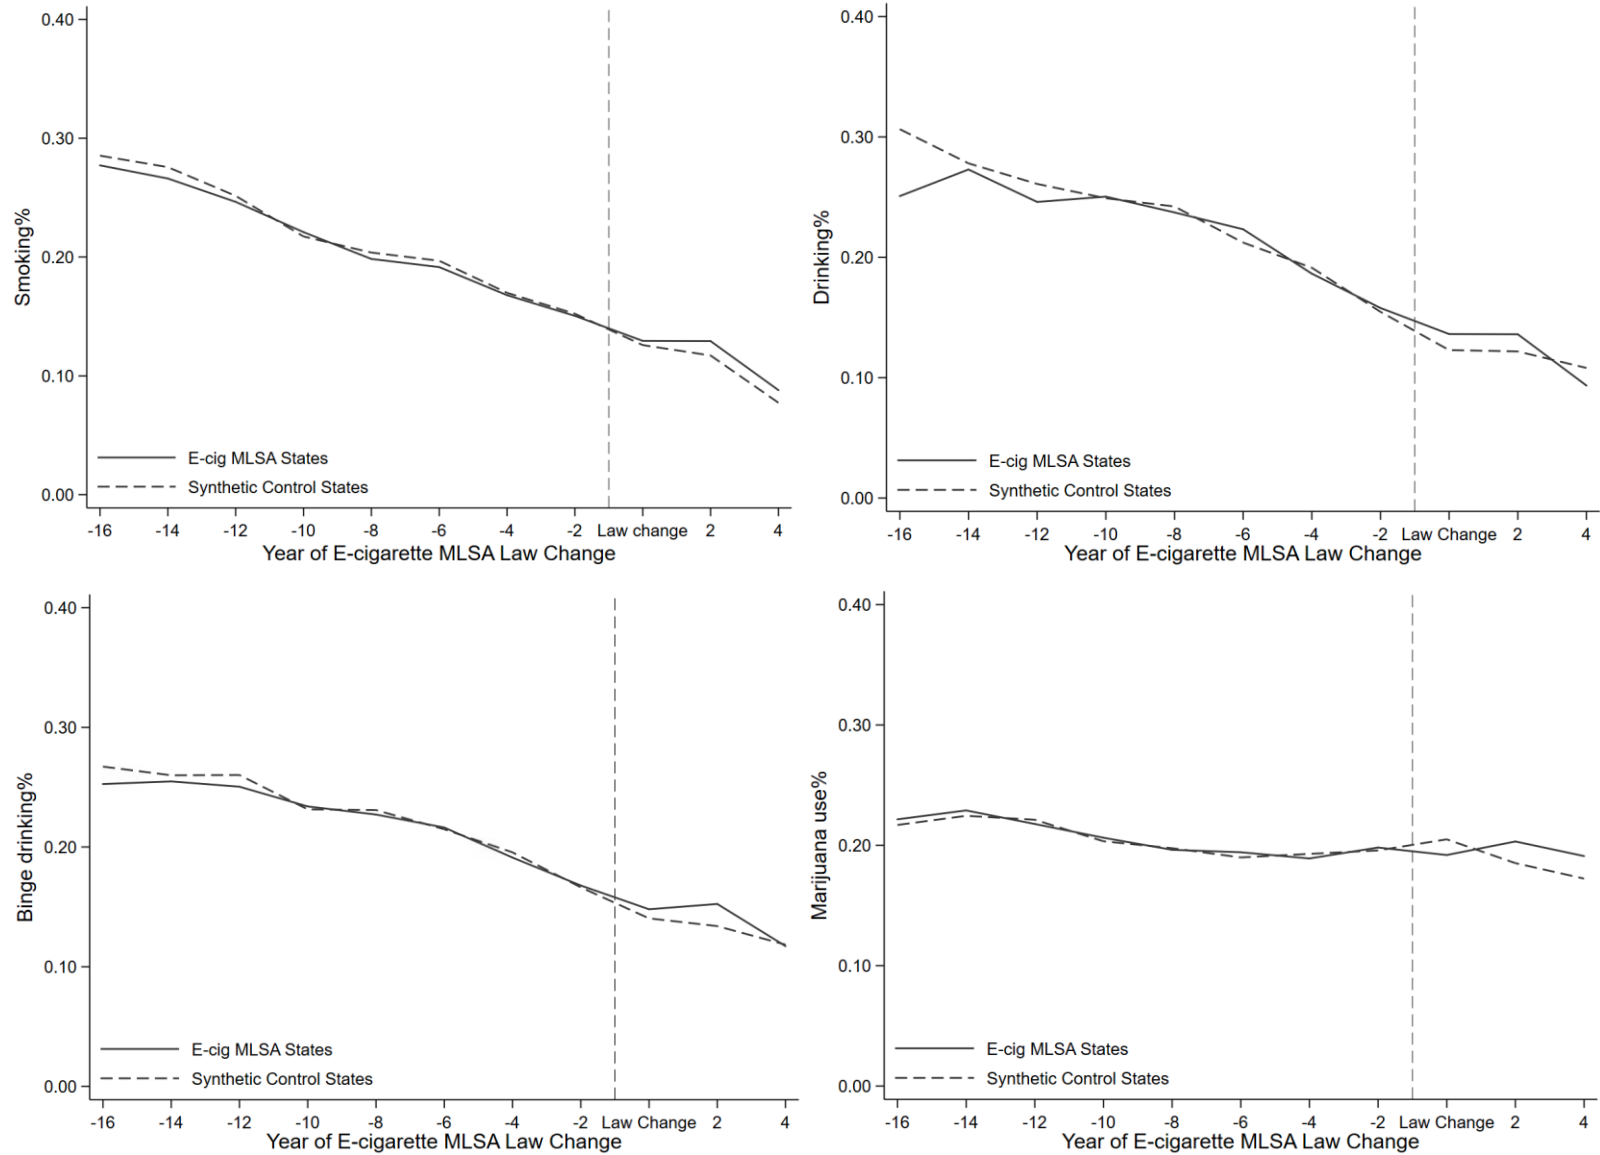 Smoking%
0.40
0.30
0.20
0.10
0.00
E-cig MLSA States
Synthetic Control States
-16 -14 -12 -10 -8 -6 -4 -2 Law change 2 4
Year of E-cigarette MLSA Law Change
Drinking%
0.40
0.30
0.20
0.10
0.00
E-cig MLSA States
Synthetic Control States
-16 -14 -12 -10 -8 -6 -4 -2 Law Change 2 4
Year of E-cigarette MLSA Law Change
Binge drinking%
0.40
0.30
0.20
0.10
0.00
E-cig MLSA States
Synthetic Control States
-16 -14 -12 -10 -8 -6 -4 -2 Law Change 2 4
Year of E-cigarette MLSA Law Change
Marijuana use%
0.40
0.30
0.20
0.10
0.00
E-cig MLSA States
Synthetic Control States
-16 -14 -12 -10 -8 -6 -4 -2 Law Change 2 4
Year of E-cigarette MLSA Law Change